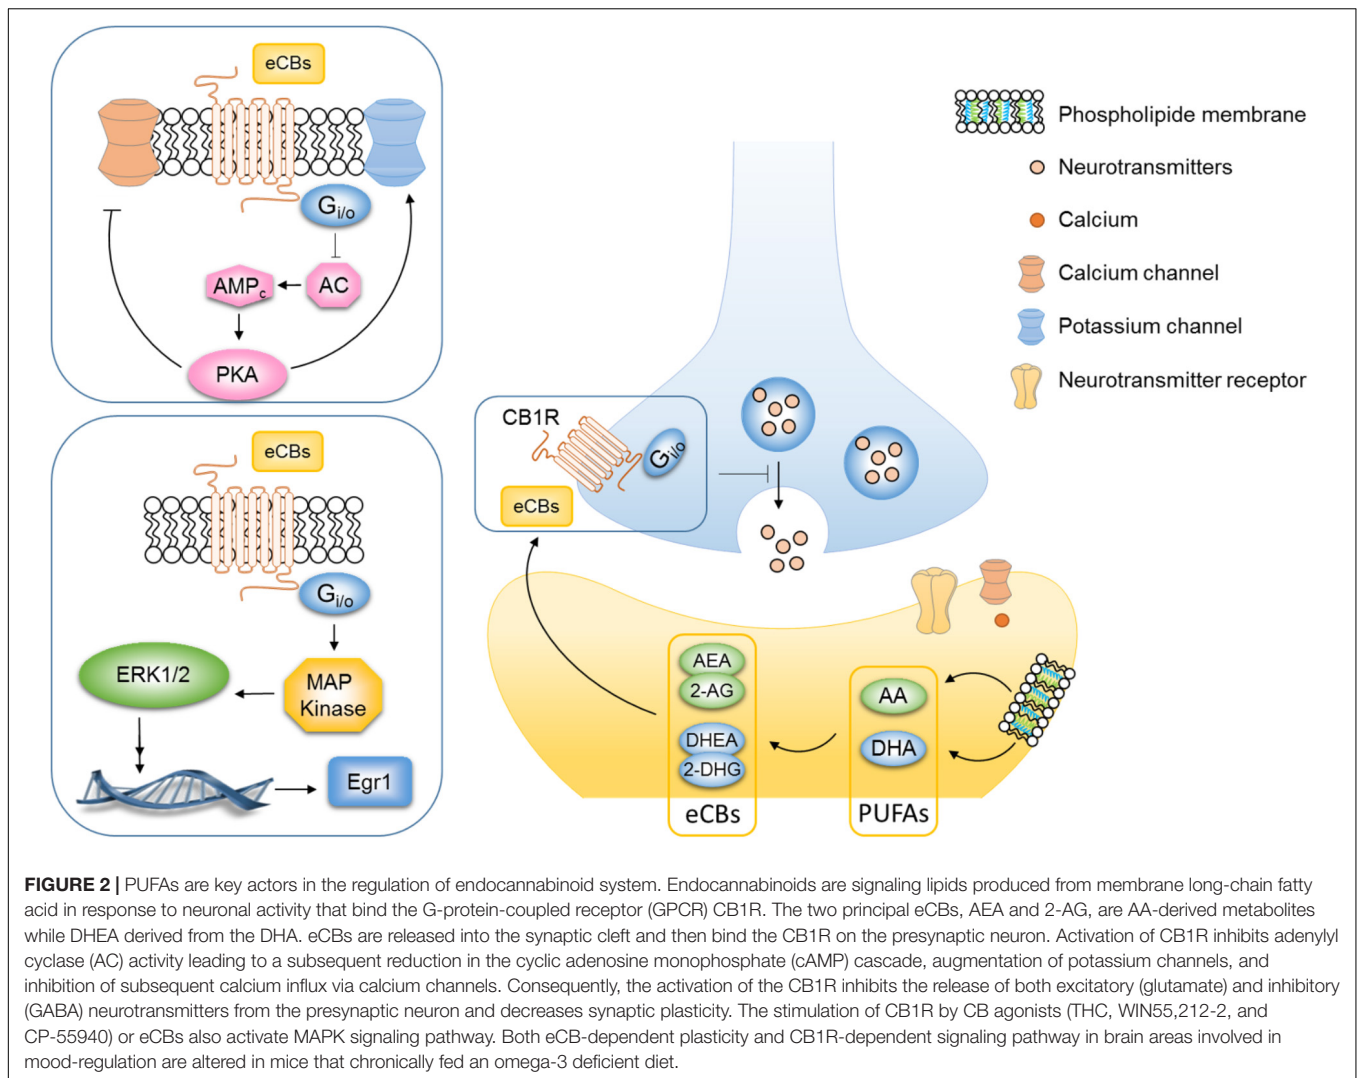 eCBs
Gi/o
AMPc
AC
PKA
eCBs
Gi/o
ERK1/2
MAP
Kinase
Egr1
CB1R
Gi/o
eCBs
AEA
2-AG
DHEA
2-DHG
eCBs
AA
DHA
PUFAs
Phospholipide membrane
Neurotransmitters
Calcium
Calcium channel
Potassium channel
Neurotransmitter receptor
FIGURE 2 | PUFAs are key actors in the regulation of endocannabinoid system. Endocannabinoids are signaling lipids produced from membrane long-chain fatty
acid in response to neuronal activity that bind the G-protein-coupled receptor (GPCR) CB1R. The two principal eCBs, AEA and 2-AG, are AA-derived metabolites
while DHEA derived from the DHA. eCBs are released into the synaptic cleft and then bind the CB1R on the presynaptic neuron. Activation of CB1R inhibits adenylyl
cyclase (AC) activity leading to a subsequent reduction in the cyclic adenosine monophosphate (cAMP) cascade, augmentation of potassium channels, and
inhibition of subsequent calcium influx via calcium channels. Consequently, the activation of the CB1R inhibits the release of both excitatory (glutamate) and inhibitory
(GABA) neurotransmitters from the presynaptic neuron and decreases synaptic plasticity. The stimulation of CB1R by CB agonists (THC, WIN55,212-2, and
CP-55940) or eCBs also activate MAPK signaling pathway. Both eCB-dependent plasticity and CB1R-dependent signaling pathway in brain areas involved in
mood-regulation are altered in mice that chronically fed an omega-3 deficient diet.